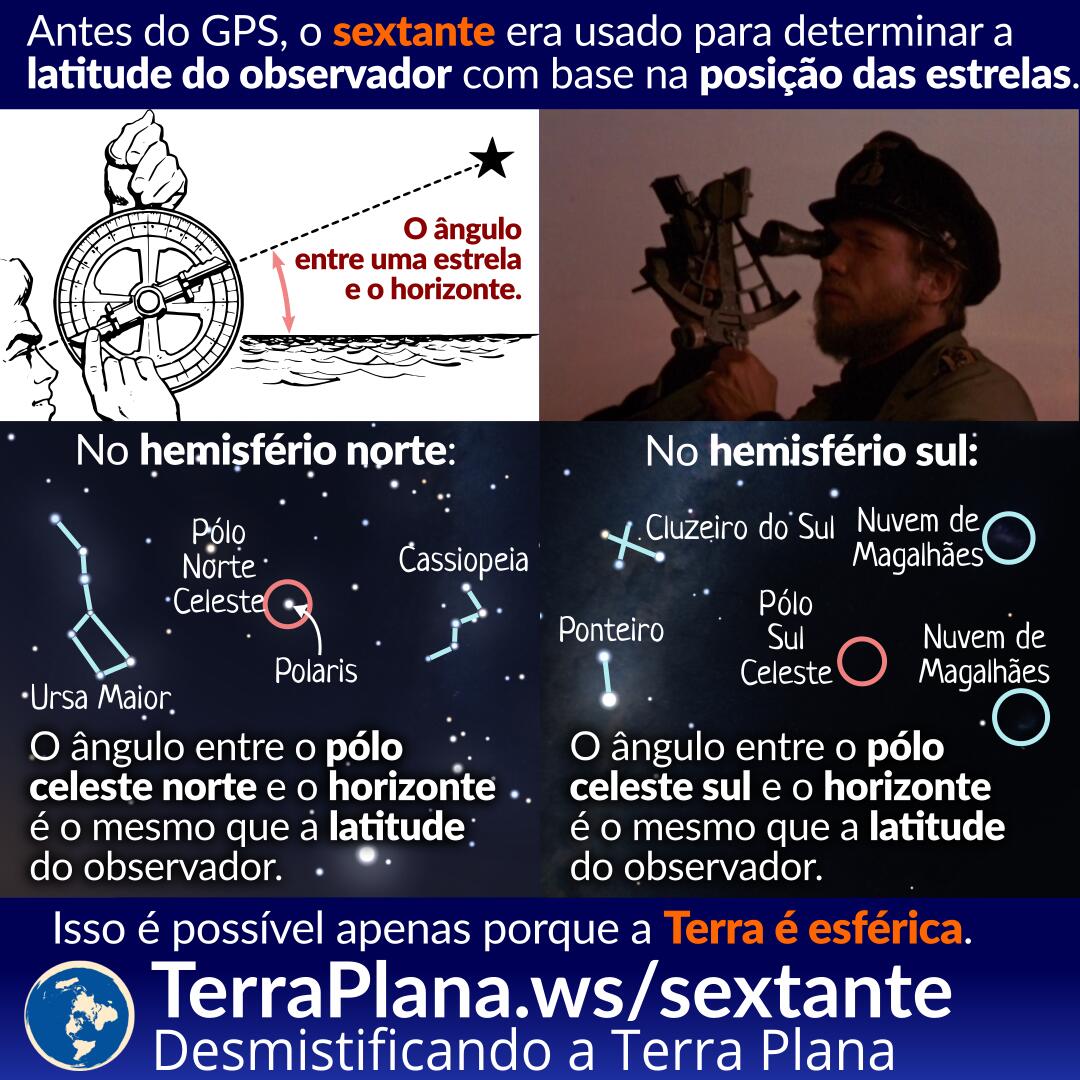 Antes do GPS, o sextante era usado para determinar a
latitude do observador com base na posição das estrelas.
O ângulo
entre uma estrela
e o horizonte.
No hemisfério norte:
Pólo
Norte
Celeste
Cassiopeia
Polaris
Ursa Maior
O ângulo entre o pólo
celeste norte e o horizonte
é o mesmo que a latitude
do observador.
No hemisfério sul:
Cluzeiro do Sul
Nuvem de
Magalhães
Ponteiro
Pólo
Sul
Celeste
Nuvem de
Magalhães
O ângulo entre o pólo
celeste sul e o horizonte
é o mesmo que a latitude
do observador.
Isso é possível apenas porque a Terra é esférica.
TerraPlana.ws/sextante
Desmistificando a Terra Plana